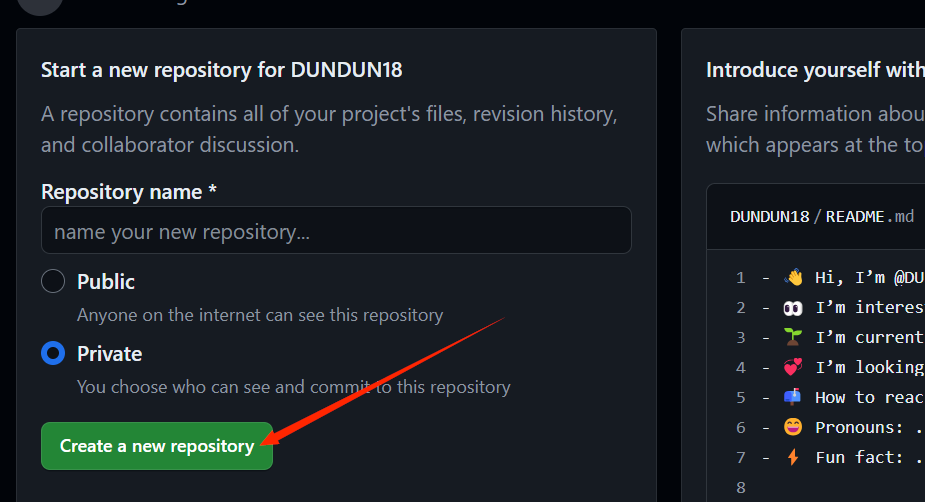 Start a new repository for DUNDUN18
A repository contains all of your project's files, revision history,
and collaborator discussion.
Repository name *
name your new repository...
Public
Anyone on the internet can see this repository
Private
You choose who can see and commit to this repository
Create a new repository
Introduce yourself with
Share information abou
which appears at the to
DUNDUN18/README.md
1 - 👋 Hi, I’m @DU
2 - 👀 I’m interes
3 - 🌱 I’m current
4 - 💞️ I’m looking
5 - 📫 How to reac
6 - 😄 Pronouns: .
7 - ⚡ Fun fact: .
8